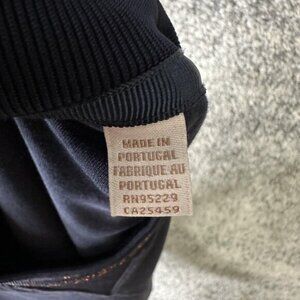 MADE IN
PORTUGAL
FABRIQUE AU
PORTUGAL
RN95229
CA25459